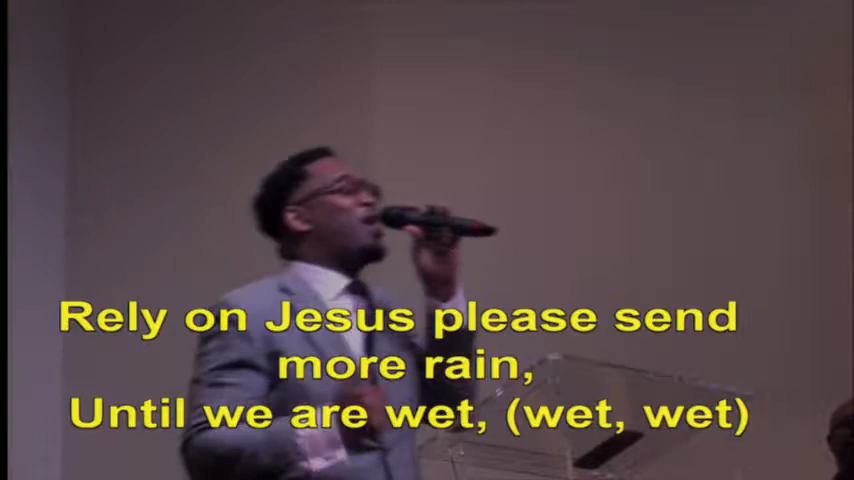 Rely on Jesus please send
more rain,
Until we are wet, (wet, wet)